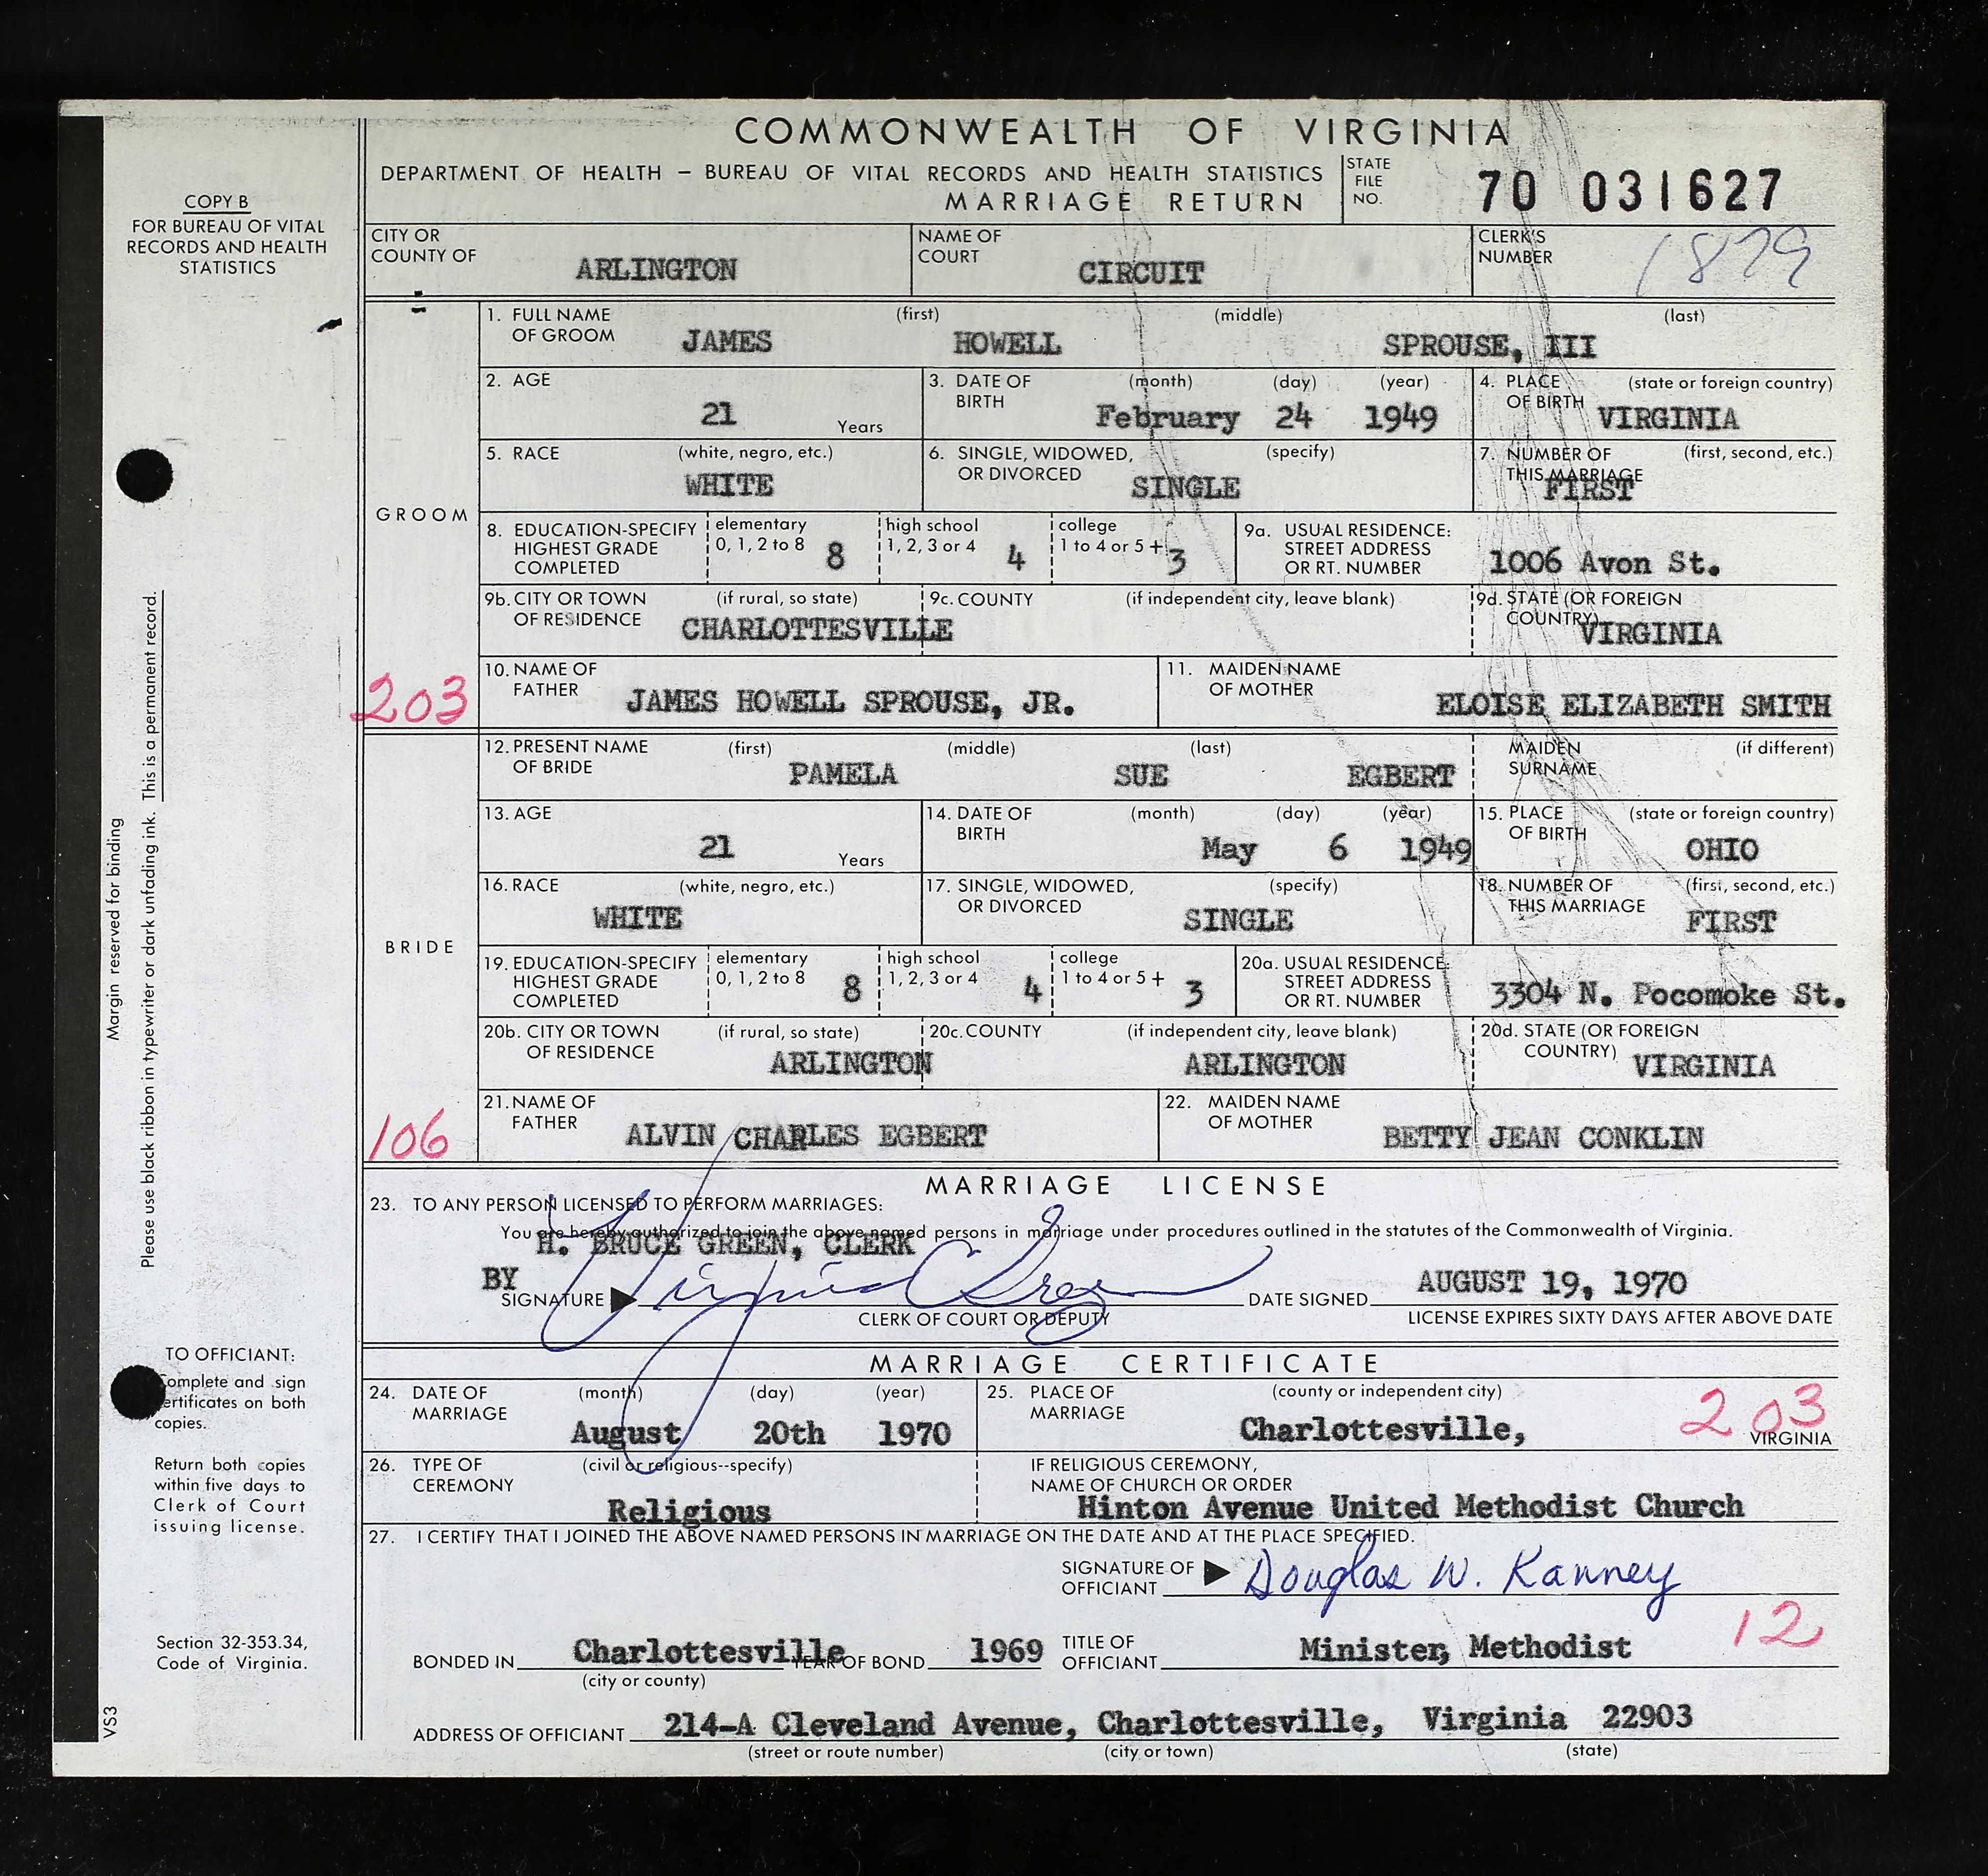 COMMONWEALTH OF VIRGINIA
DEPARTMENT OF HEALTH – BUREAU OF VITAL RECORDS AND HEALTH STATISTICS
MARRIAGE RETURN
STATE FILE NO. 70 031627
COPY B
FOR BUREAU OF VITAL
RECORDS AND HEALTH
STATISTICS
CITY OR COUNTY OF ARLINGTON NAME OF COURT CIRCUIT CLERK'S NUMBER 1879
GROOM
1. FULL NAME OF GROOM (first) (middle) (last)
JAMES HOWELL SPROUSE, III
2. AGE 21 Years 3. DATE OF BIRTH (month) (day) (year) February 24 1949 4. PLACE OF BIRTH (state or foreign country) VIRGINIA
5. RACE (white, negro, etc.) WHITE 6. SINGLE, WIDOWED, OR DIVORCED (specify) SINGLE 7. NUMBER OF THIS MARRIAGE (first, second, etc.) FIRST
8. EDUCATION-SPECIFY HIGHEST GRADE COMPLETED elementary 0, 1, 2 to 8 8 high school 1, 2, 3 or 4 4 college 1 to 4 or 5+ 3 9a. USUAL RESIDENCE: STREET ADDRESS OR RT. NUMBER 1006 Avon St.
9b. CITY OR TOWN OF RESIDENCE (if rural, so state) CHARLOTTESVILLE 9c. COUNTY (if independent city, leave blank) 9d. STATE (OR FOREIGN COUNTRY) VIRGINIA
203
10. NAME OF FATHER JAMES HOWELL SPROUSE, JR. 11. MAIDEN NAME OF MOTHER ELOISE ELIZABETH SMITH
BRIDE
12. PRESENT NAME OF BRIDE (first) (middle) (last) MAIDEN SURNAME (if different)
PAMELA SUE EGBERT
13. AGE 21 Years 14. DATE OF BIRTH (month) (day) (year) May 6 1949 15. PLACE OF BIRTH (state or foreign country) OHIO
16. RACE (white, negro, etc.) WHITE 17. SINGLE, WIDOWED, OR DIVORCED (specify) SINGLE 18. NUMBER OF THIS MARRIAGE (first, second, etc.) FIRST
19. EDUCATION-SPECIFY HIGHEST GRADE COMPLETED elementary 0, 1, 2 to 8 8 high school 1, 2, 3 or 4 4 college 1 to 4 or 5+ 3 20a. USUAL RESIDENCE: STREET ADDRESS OR RT. NUMBER 3304 N. Pocomoke St.
20b. CITY OR TOWN OF RESIDENCE (if rural, so state) ARLINGTON 20c. COUNTY (if independent city, leave blank) ARLINGTON 20d. STATE (OR FOREIGN COUNTRY) VIRGINIA
106
21. NAME OF FATHER ALVIN CHARLES EGBERT 22. MAIDEN NAME OF MOTHER BETTY JEAN CONKLIN
MARRIAGE LICENSE
23. TO ANY PERSON LICENSED TO PERFORM MARRIAGES:
You are hereby authorized to join the above named persons in marriage under procedures outlined in the statutes of the Commonwealth of Virginia.
H. BRUCE GREEN, CLERK
BY
SIGNATURE Virginia C Green DATE SIGNED AUGUST 19, 1970
CLERK OF COURT OR DEPUTY LICENSE EXPIRES SIXTY DAYS AFTER ABOVE DATE
MARRIAGE CERTIFICATE
24. DATE OF MARRIAGE (month) (day) (year) August 20th 1970 25. PLACE OF MARRIAGE (county or independent city) Charlottesville, VIRGINIA 203
26. TYPE OF CEREMONY (civil or religious--specify) Religious IF RELIGIOUS CEREMONY, NAME OF CHURCH OR ORDER Hinton Avenue United Methodist Church
27. I CERTIFY THAT I JOINED THE ABOVE NAMED PERSONS IN MARRIAGE ON THE DATE AND AT THE PLACE SPECIFIED.
SIGNATURE OF OFFICIANT Douglas W. Kanney
12
BONDED IN Charlottesville YEAR OF BOND 1969 TITLE OF OFFICIANT Minister, Methodist
(city or county)
ADDRESS OF OFFICIANT 214-A Cleveland Avenue, Charlottesville, Virginia 22903
(street or route number) (city or town) (state)
Margin reserved for binding
Please use black ribbon in typewriter or dark unfading ink. This is a permanent record.
TO OFFICIANT:
omplete and sign
ertificates on both
copies.
Return both copies
within five days to
Clerk of Court
issuing license.
Section 32-353.34,
Code of Virginia.
VS3